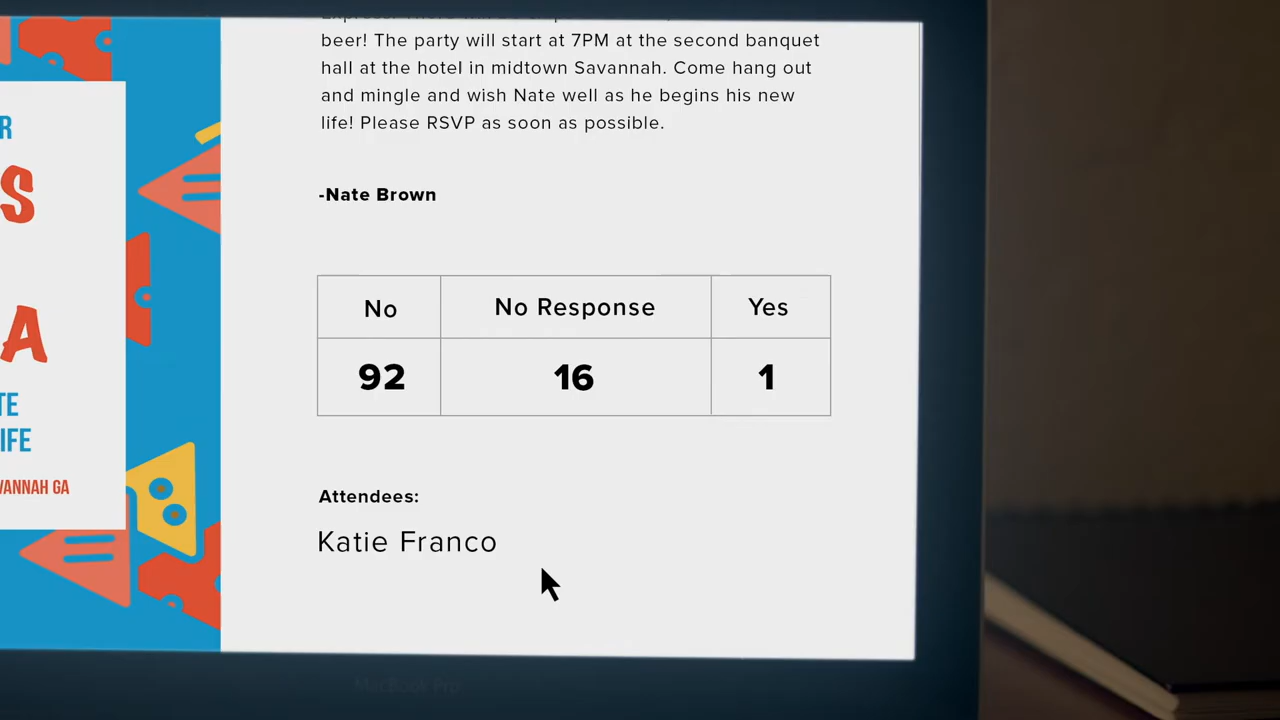 beer! The party will start at 7PM at the second banquet
hall at the hotel in midtown Savannah. Come hang out
and mingle and wish Nate well as he begins his new
life! Please RSVP as soon as possible.
-Nate Brown
No No Response Yes
92 16 1
Attendees:
Katie Franco
R
S
A
TE
IFE
VANNAH GA
MacBook Pro